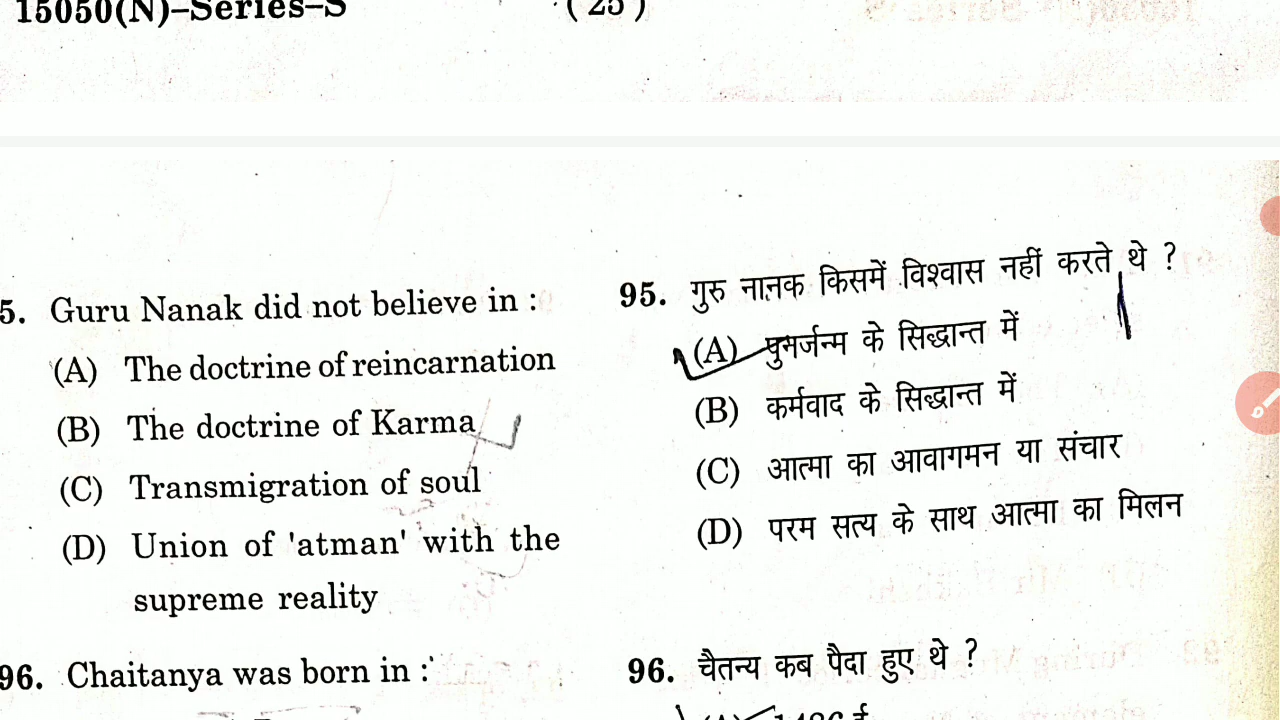 15050(N)–Series–S
( 25 )
5. Guru Nanak did not believe in :
(A) The doctrine of reincarnation
(B) The doctrine of Karma
(C) Transmigration of soul
(D) Union of 'atman' with the
supreme reality
96. Chaitanya was born in :
95. गुरु नानक किसमें विश्वास नहीं करते थे ?
(A) पुनर्जन्म के सिद्धान्त में
(B) कर्मवाद के सिद्धान्त में
(C) आत्मा का आवागमन या संचार
(D) परम सत्य के साथ आत्मा का मिलन
96. चैतन्य कब पैदा हुए थे ?